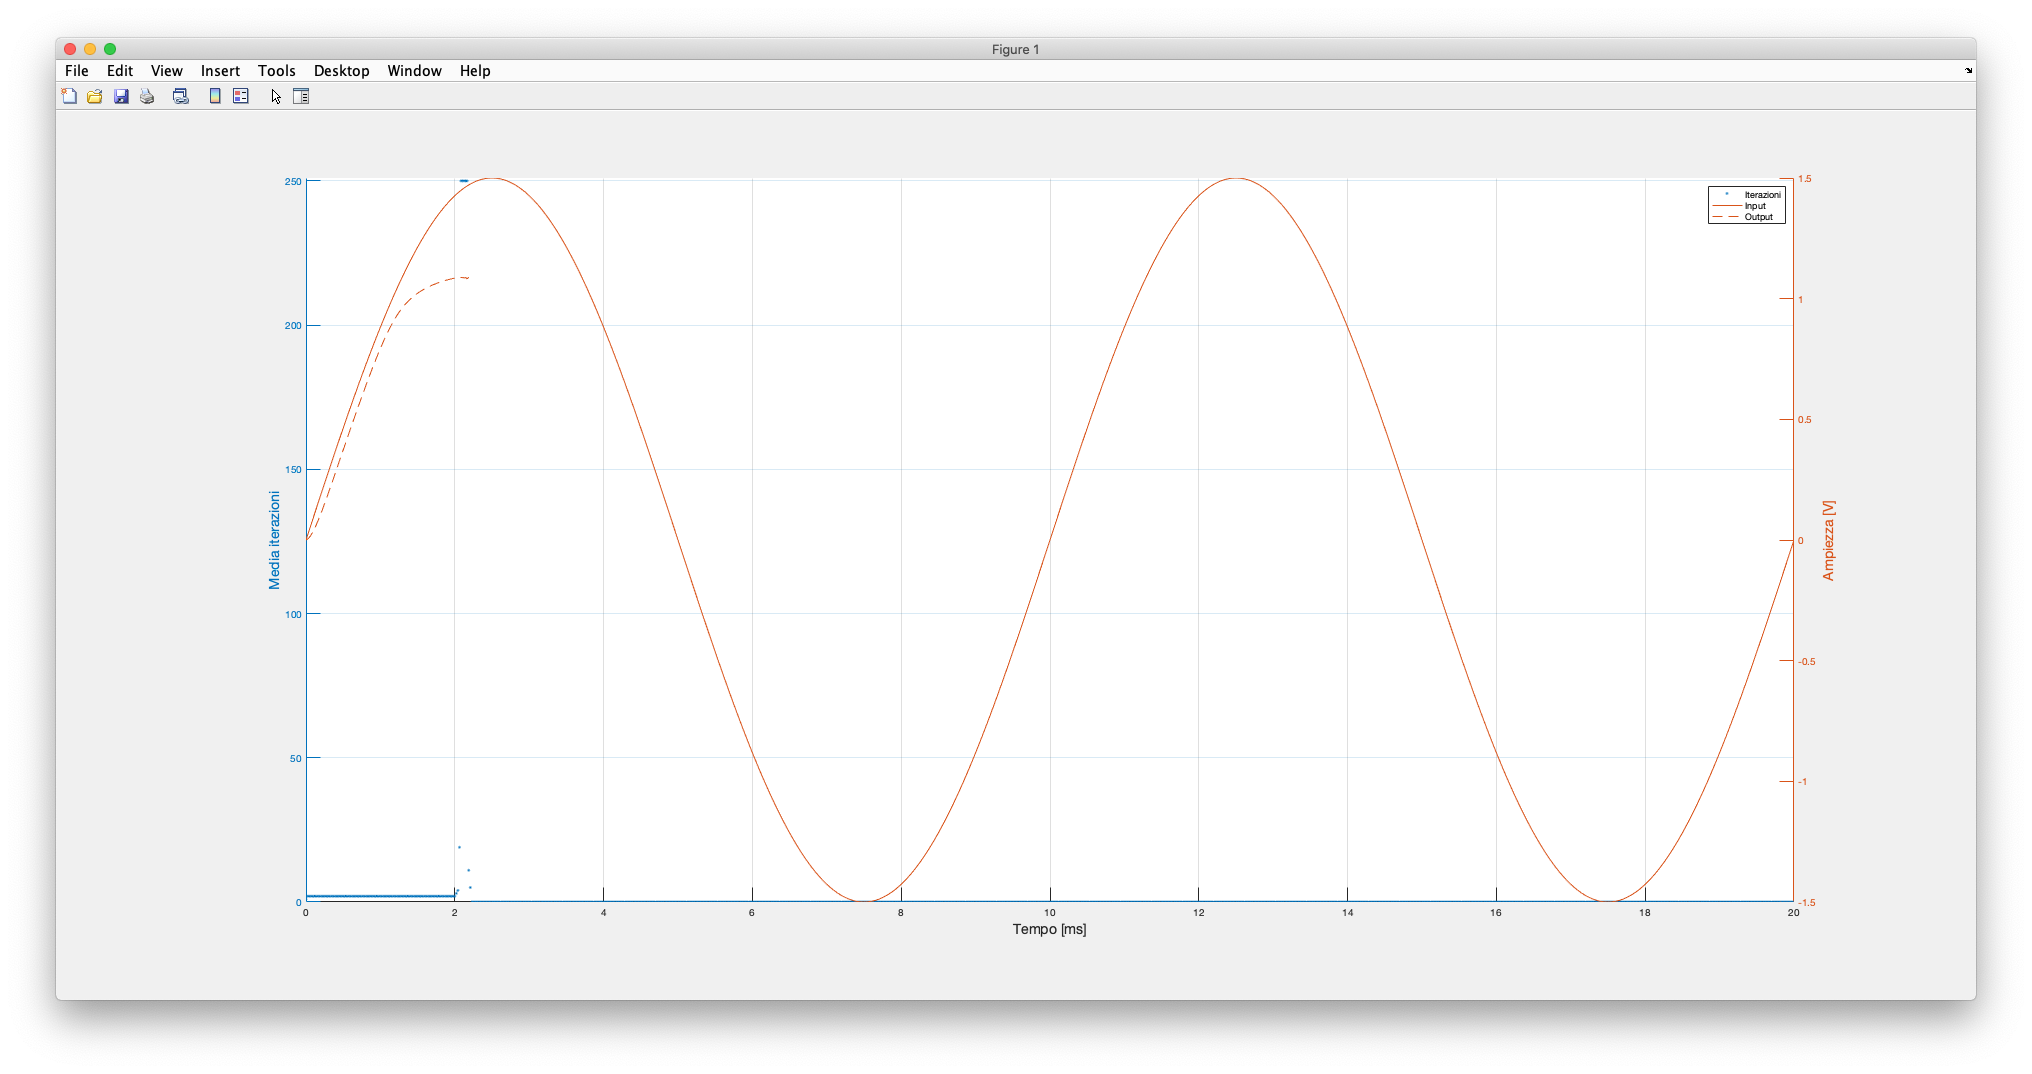 Figure 1
File Edit View Insert Tools Desktop Window Help
250
200
150
100
50
0
Media iterazioni
1.5
1
0.5
0
-0.5
-1
-1.5
Ampiezza [V]
Iterazioni
Input
Output
0 2 4 6 8 10 12 14 16 18 20
Tempo [ms]